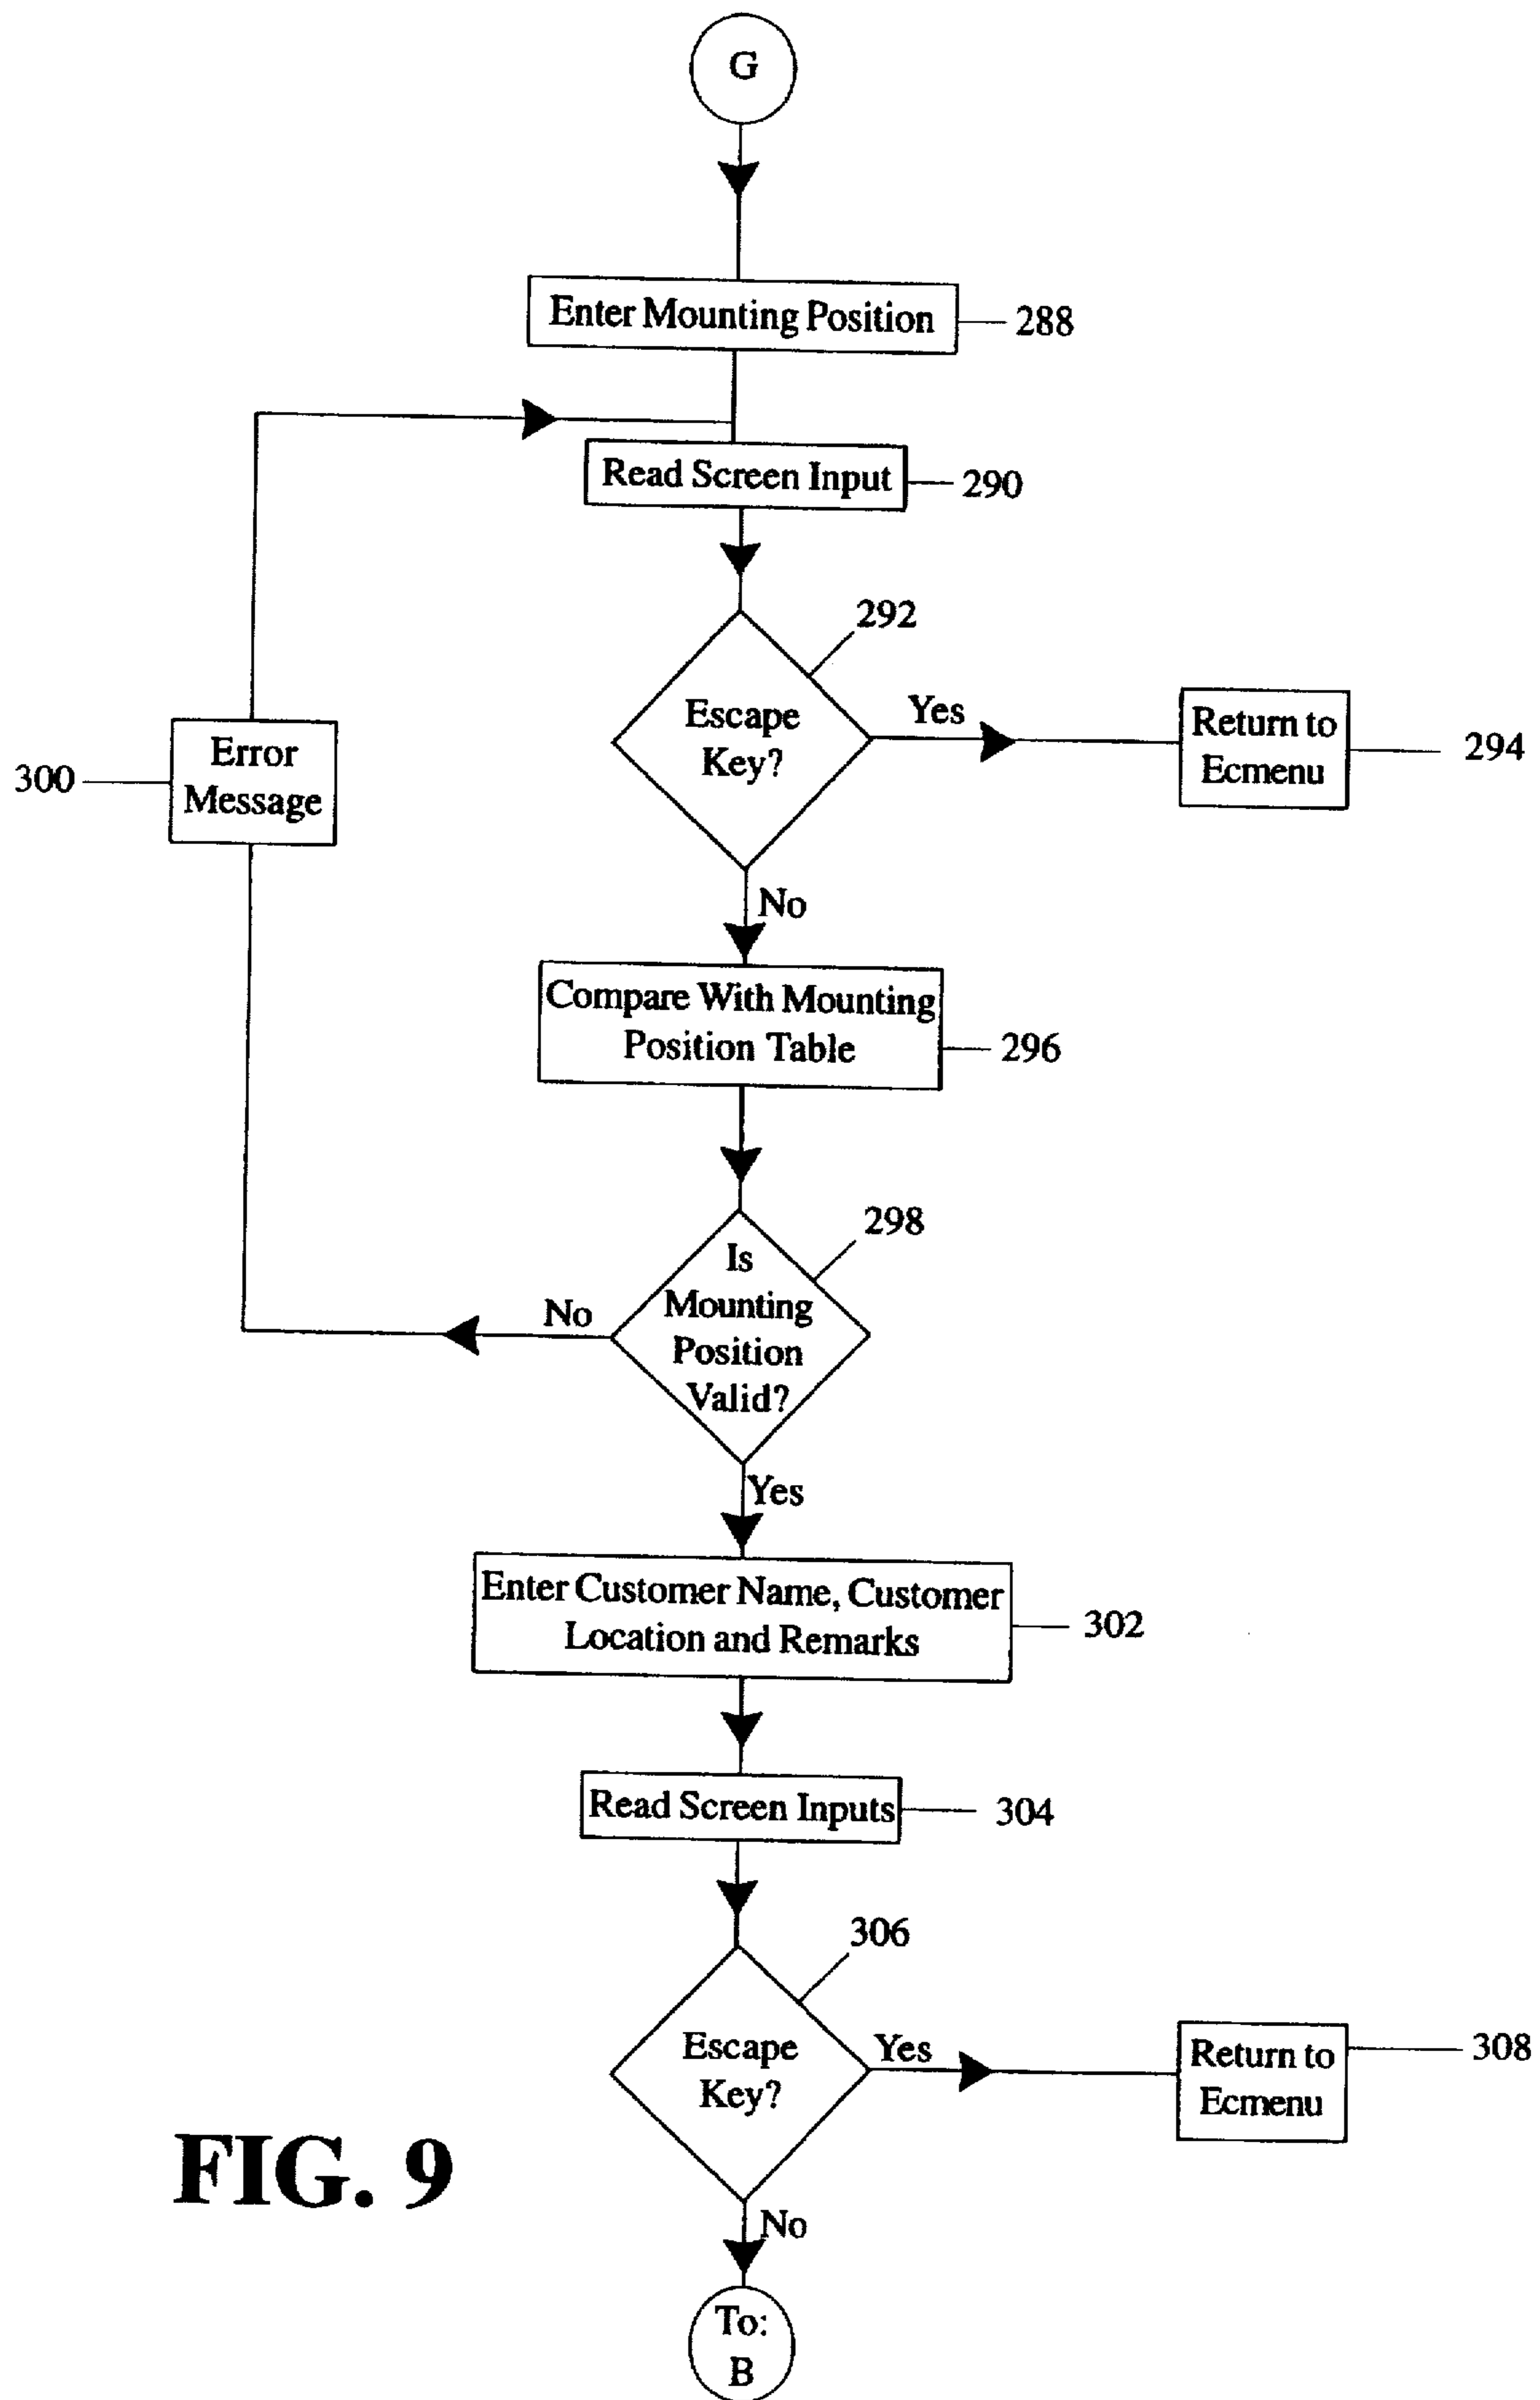 G
Enter Mounting Position
288
Read Screen Input
290
292
Escape
Key?
Yes
Return to
Ecmenu
294
300
Error
Message
No
Compare With Mounting
Position Table
296
298
Is
Mounting
Position
Valid?
No
Yes
Enter Customer Name, Customer
Location and Remarks
302
Read Screen Inputs
304
306
Escape
Key?
Yes
Return to
Ecmenu
308
No
To:
B
FIG. 9